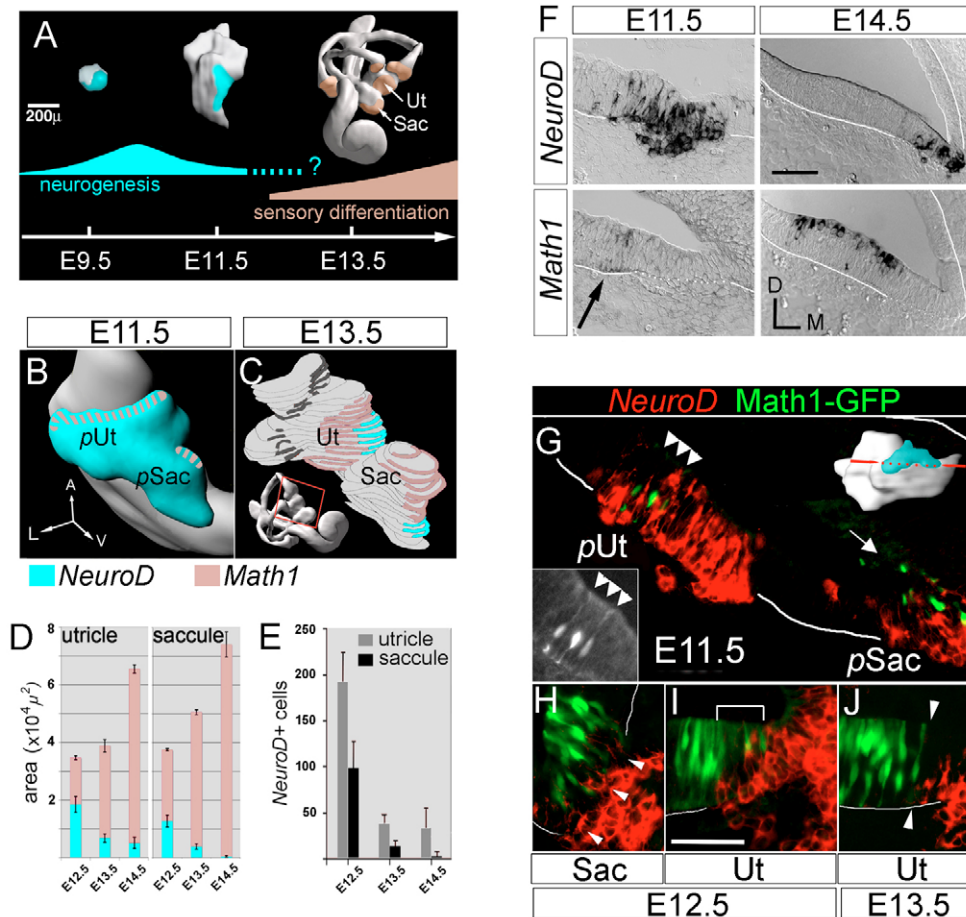 A
200µ
Ut
Sac
neurogenesis
?
sensory differentiation
E9.5 E11.5 E13.5
E11.5 E13.5
B
pUt
pSac
A
L
V
C
Ut
Sac
NeuroD Math1
D
utricle saccule
area (x10⁴ µ²)
8
6
4
2
E12.5 E13.5 E14.5 E12.5 E13.5 E14.5
E
utricle
saccule
NeuroD+ cells
250
200
150
100
50
E12.5 E13.5 E14.5
F
E11.5 E14.5
NeuroD
Math1
D
M
NeuroD Math1-GFP
G
pUt
E11.5
pSac
H I J
Sac Ut Ut
E12.5 E13.5